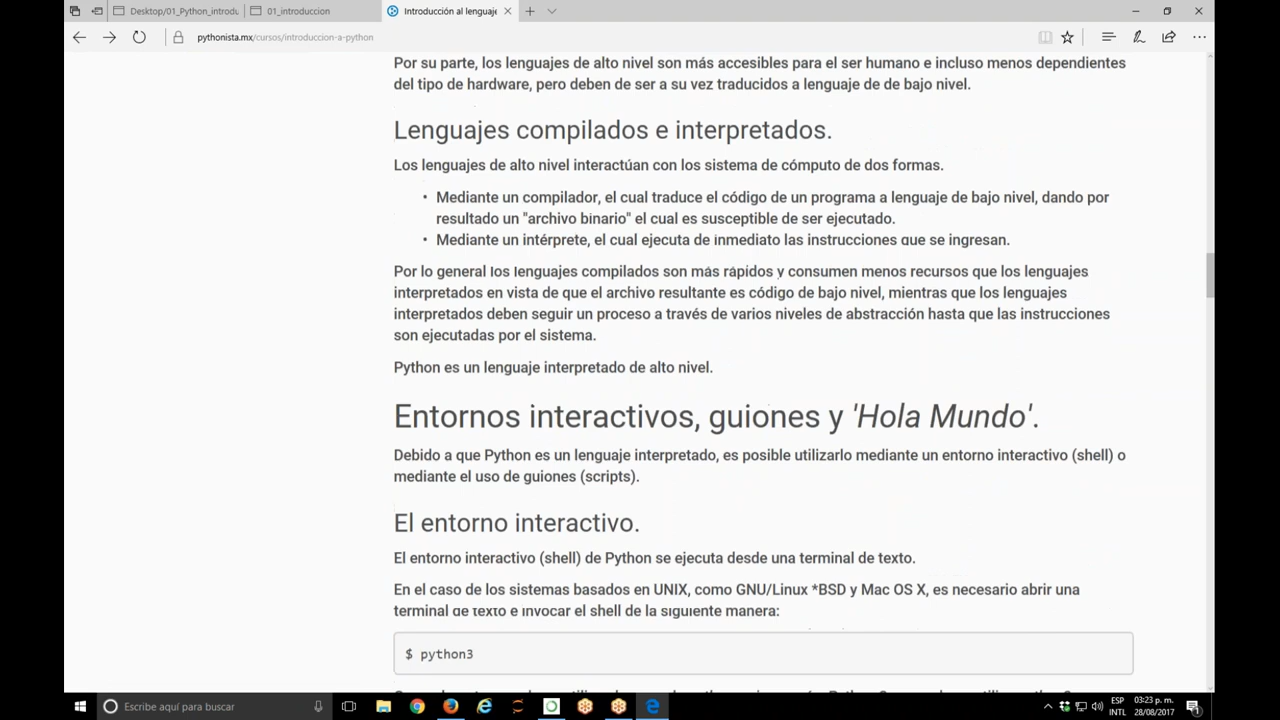 Desktop/01_Python_introdu
01_introduccion
Introducción al lenguaje
pythonista.mx/cursos/introduccion-a-python
Por su parte, los lenguajes de alto nivel son más accesibles para el ser humano e incluso menos dependientes
del tipo de hardware, pero deben de ser a su vez traducidos a lenguaje de de bajo nivel.
Lenguajes compilados e interpretados.
Los lenguajes de alto nivel interactúan con los sistema de cómputo de dos formas.
• Mediante un compilador, el cual traduce el código de un programa a lenguaje de bajo nivel, dando por
resultado un "archivo binario" el cual es susceptible de ser ejecutado.
• Mediante un intérprete, el cual ejecuta de inmediato las instrucciones que se ingresan.
Por lo general los lenguajes compilados son más rápidos y consumen menos recursos que los lenguajes
interpretados en vista de que el archivo resultante es código de bajo nivel, mientras que los lenguajes
interpretados deben seguir un proceso a través de varios niveles de abstracción hasta que las instrucciones
son ejecutadas por el sistema.
Python es un lenguaje interpretado de alto nivel.
Entornos interactivos, guiones y 'Hola Mundo'.
Debido a que Python es un lenguaje interpretado, es posible utilizarlo mediante un entorno interactivo (shell) o
mediante el uso de guiones (scripts).
El entorno interactivo.
El entorno interactivo (shell) de Python se ejecuta desde una terminal de texto.
En el caso de los sistemas basados en UNIX, como GNU/Linux *BSD y Mac OS X, es necesario abrir una
terminal de texto e invocar el shell de la siguiente manera:
$ python3
Escribe aquí para buscar
ESP
INTL
03:23 p. m.
28/08/2017